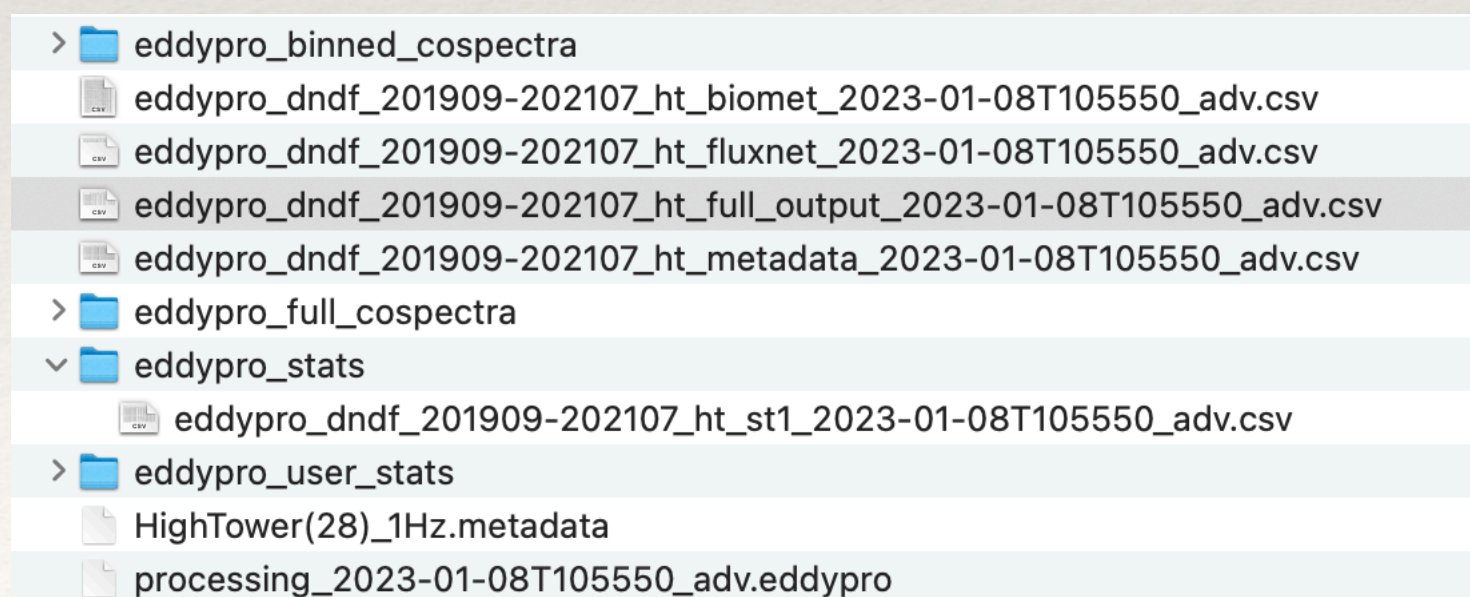 eddypro_binned_cospectra
eddypro_dndf_201909-202107_ht_biomet_2023-01-08T105550_adv.csv
eddypro_dndf_201909-202107_ht_fluxnet_2023-01-08T105550_adv.csv
eddypro_dndf_201909-202107_ht_full_output_2023-01-08T105550_adv.csv
eddypro_dndf_201909-202107_ht_metadata_2023-01-08T105550_adv.csv
eddypro_full_cospectra
eddypro_stats
eddypro_dndf_201909-202107_ht_st1_2023-01-08T105550_adv.csv
eddypro_user_stats
HighTower(28)_1Hz.metadata
processing_2023-01-08T105550_adv.eddypro